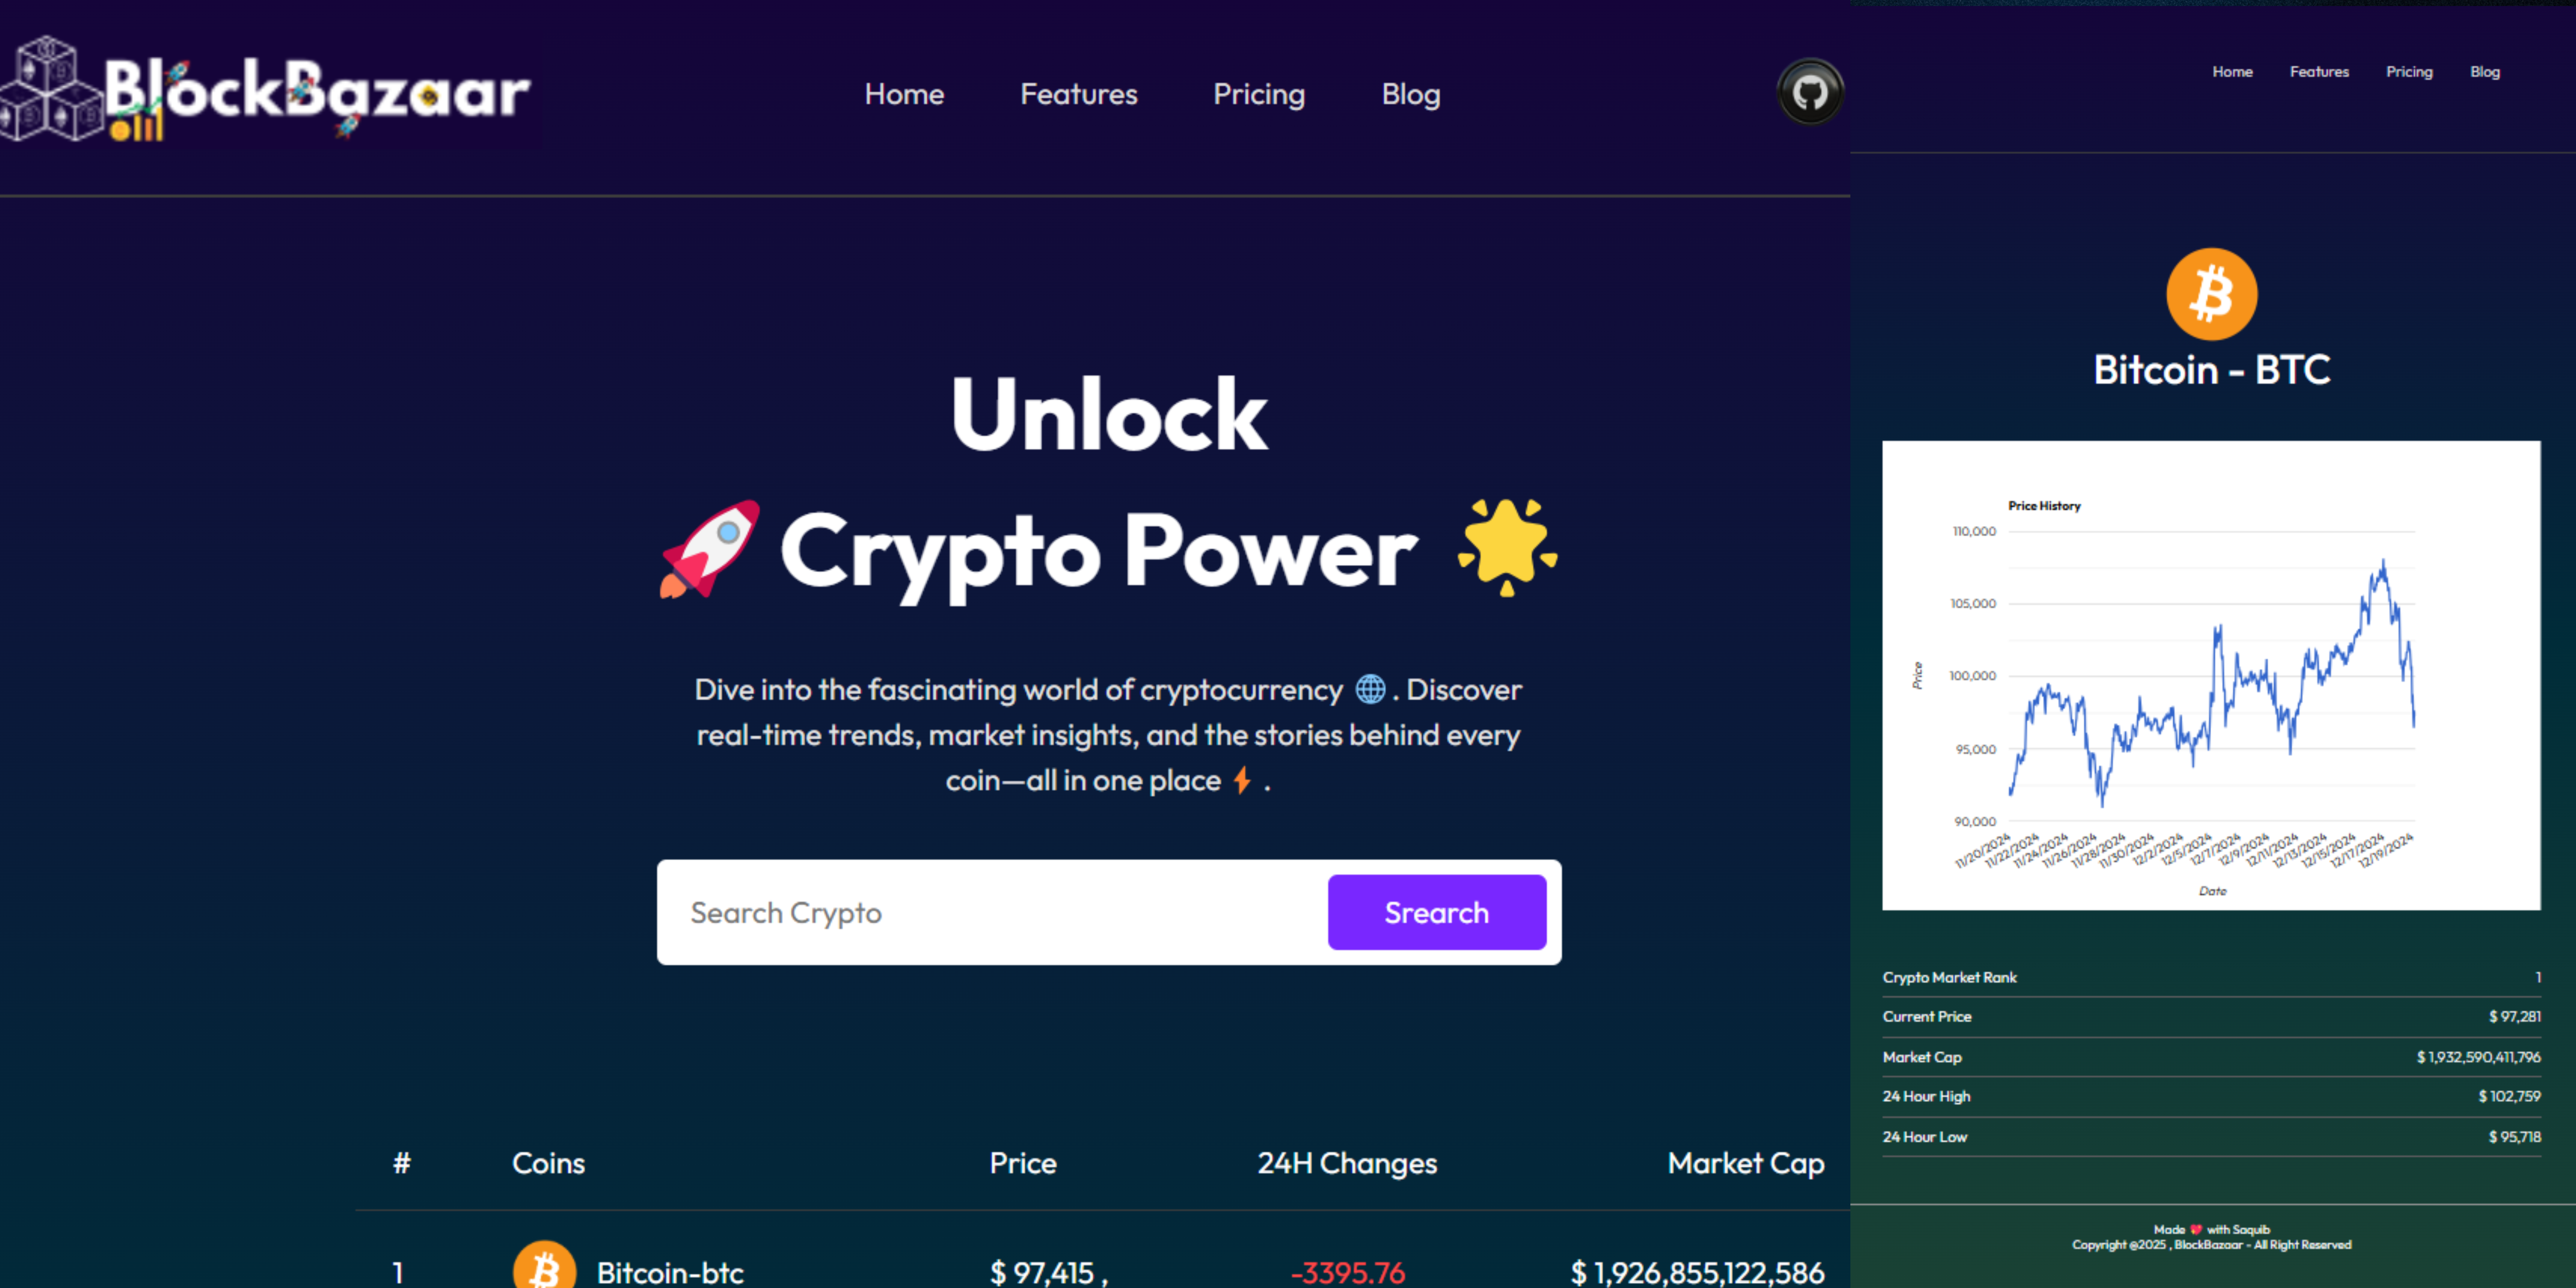 BlockBazaar
Home Features Pricing Blog
Unlock
🚀 Crypto Power 🌟
Dive into the fascinating world of cryptocurrency 🌐 . Discover
real-time trends, market insights, and the stories behind every
coin—all in one place ⚡ .
Search Crypto Srearch
# Coins Price 24H Changes Market Cap
1 Bitcoin-btc $ 97,415 , -3395.76 $ 1,926,855,122,586
Home Features Pricing Blog
Bitcoin - BTC
Price History
110,000
105,000
100,000
95,000
90,000
Price
11/20/2024 11/22/2024 11/24/2024 11/26/2024 11/28/2024 11/30/2024 12/2/2024 12/5/2024 12/7/2024 12/9/2024 12/11/2024 12/13/2024 12/15/2024 12/17/2024 12/19/2024
Date
Crypto Market Rank 1
Current Price $ 97,281
Market Cap $ 1,932,590,411,796
24 Hour High $ 102,759
24 Hour Low $ 95,718
Made 💖 with Saquib
Copyright @2025 , BlockBazaar - All Right Reserved